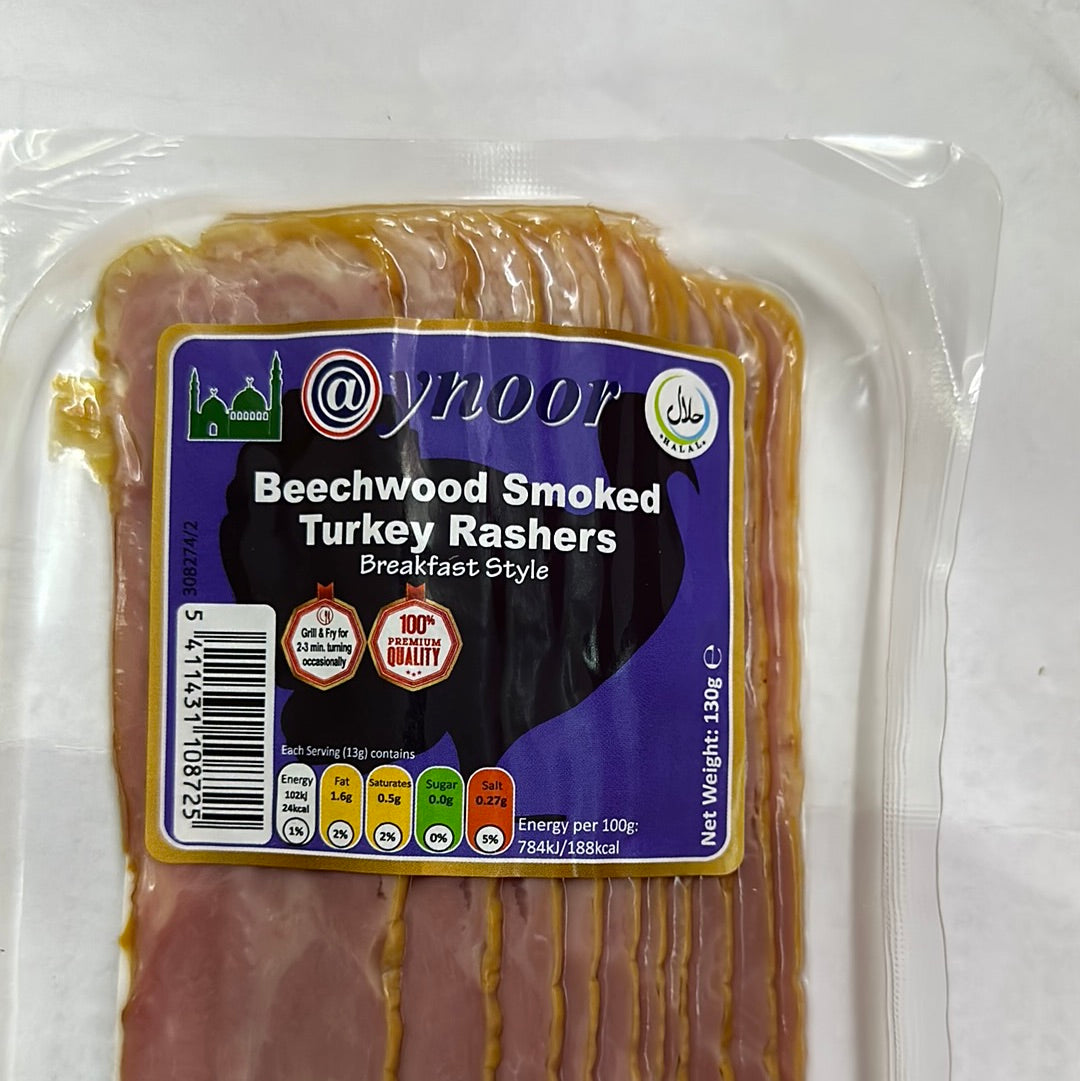 @ynoor
حلال
•HALAL•
Beechwood Smoked
Turkey Rashers
Breakfast Style
308274/2
Grill & Fry for
2-3 min. turning
occasionally
100%
PREMIUM
QUALITY
5 411431 108725
Each Serving (13g) contains
Energy
102kJ
24kcal
1%
Fat
1.6g
2%
Saturates
0.5g
2%
Sugar
0.0g
0%
Salt
0.27g
5%
Energy per 100g:
784kJ/188kcal
Net Weight: 130g ℮